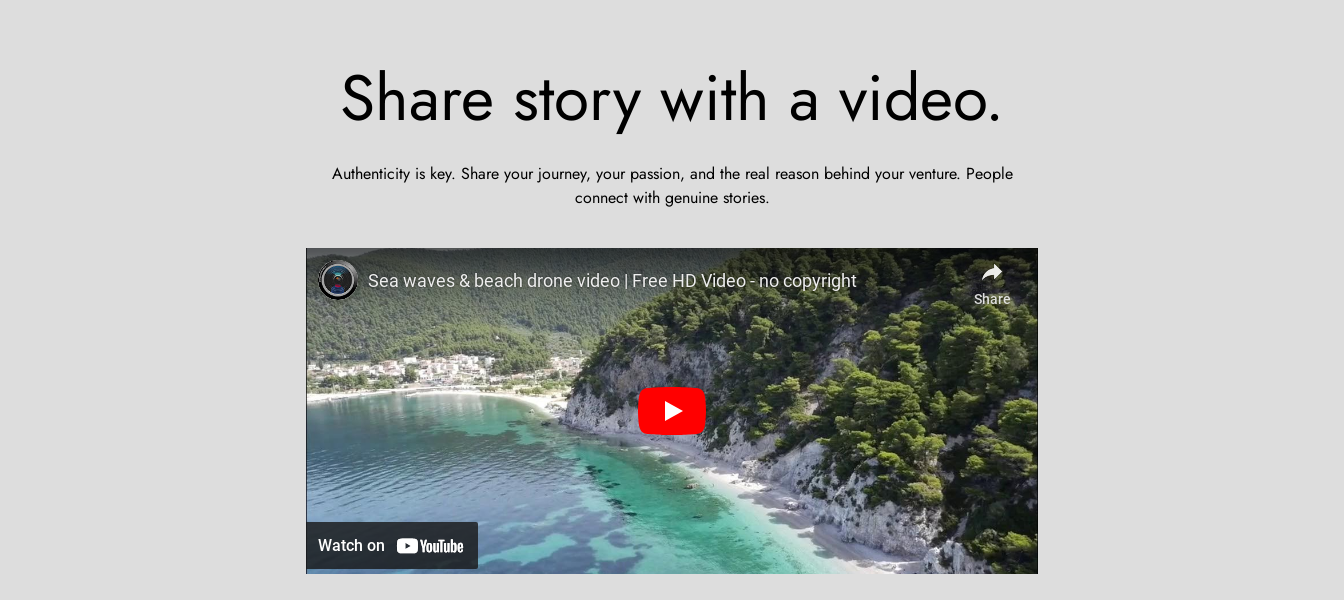 Share story with a video.
Authenticity is key. Share your journey, your passion, and the real reason behind your venture. People
connect with genuine stories.
Sea waves & beach drone video | Free HD Video - no copyright
Share
Watch on YouTube